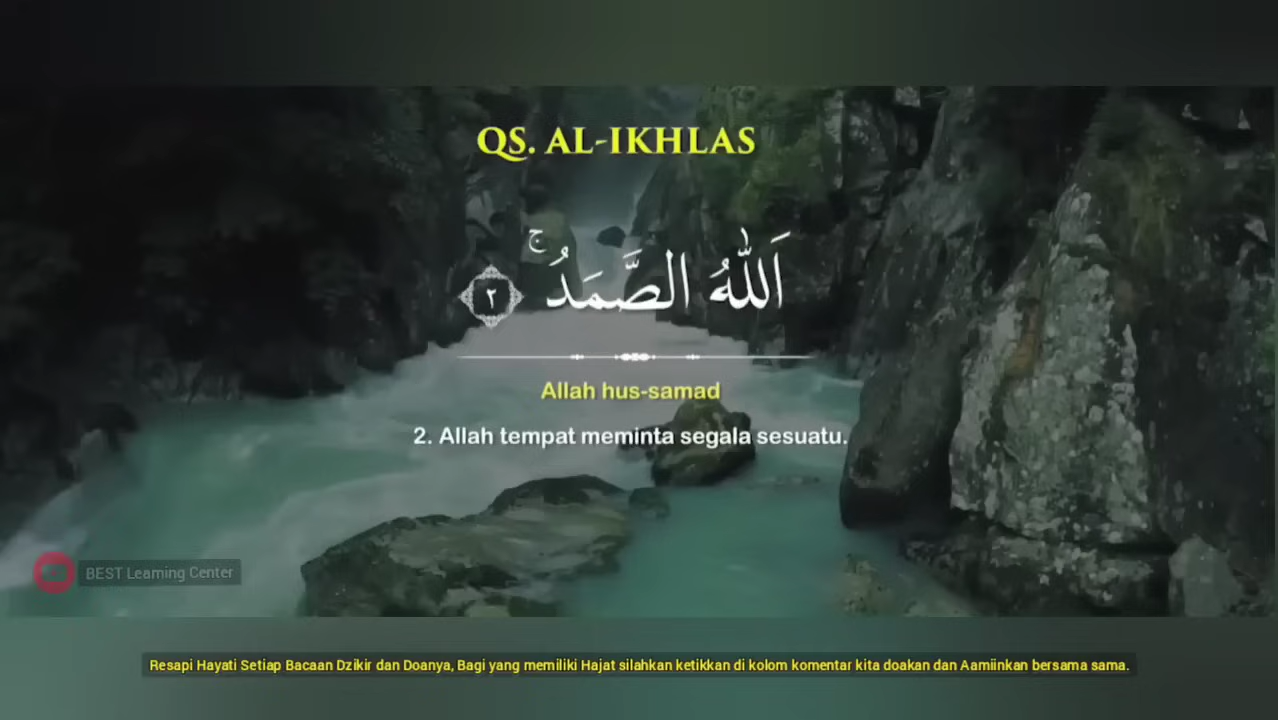 QS. AL-IKHLAS
اَللّٰهُ الصَّمَدُۚ ٢
Allah hus-samad
2. Allah tempat meminta segala sesuatu.
BEST Learning Center
Resapi Hayati Setiap Bacaan Dzikir dan Doanya, Bagi yang memiliki Hajat silahkan ketikkan di kolom komentar kita doakan dan Aamiinkan bersama sama.